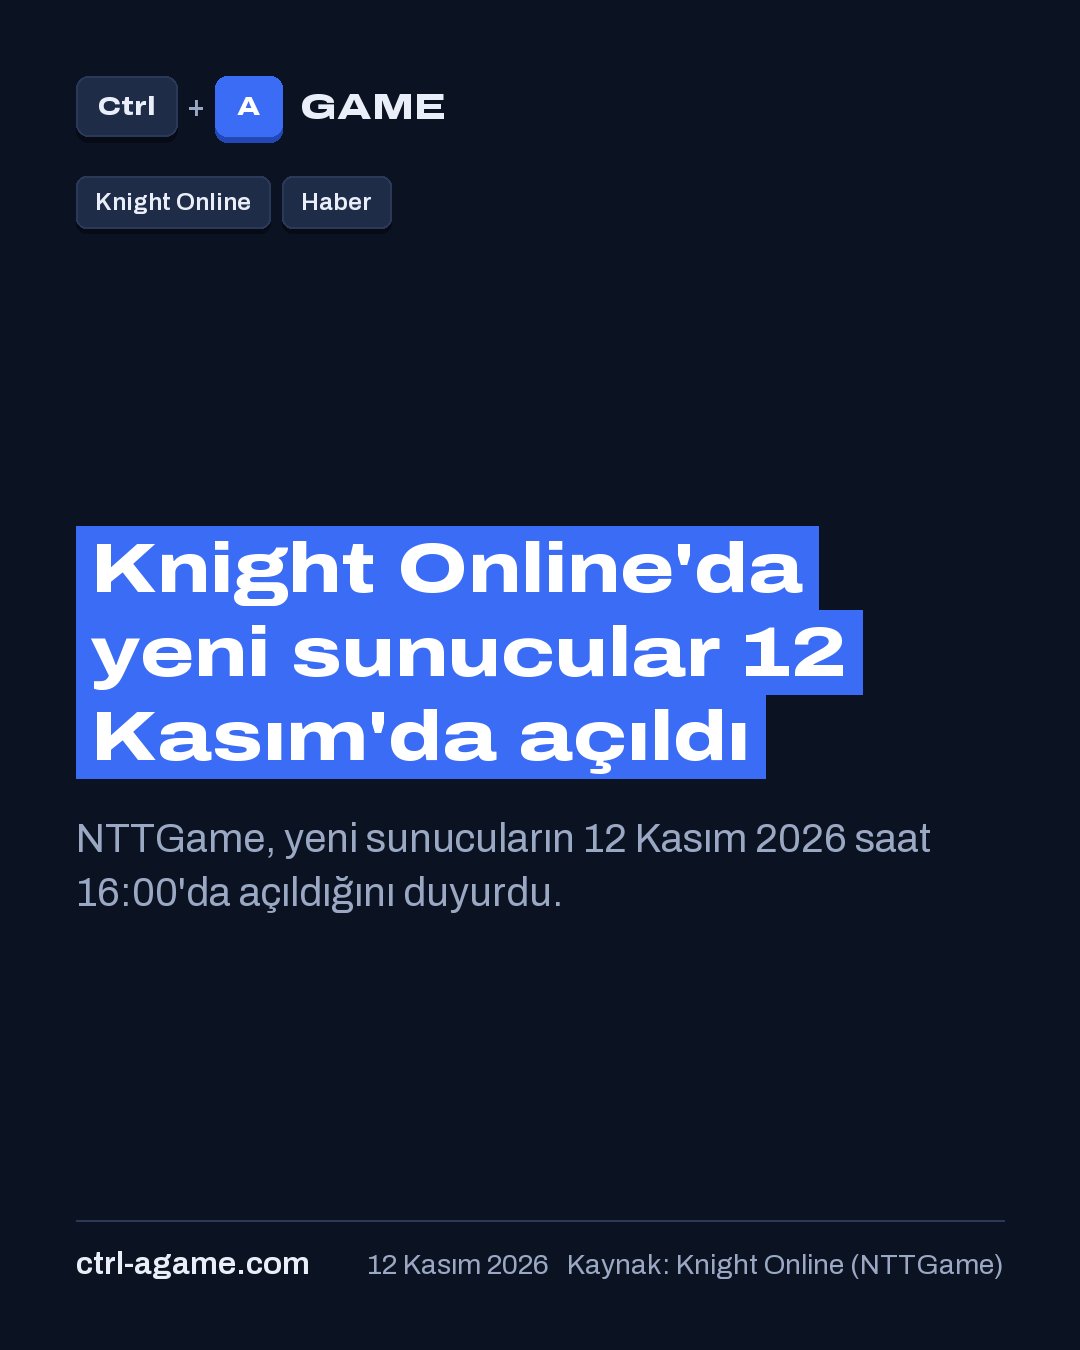 Ctrl + A GAME
Knight Online Haber
Knight Online'da
yeni sunucular 12
Kasım'da açıldı
NTTGame, yeni sunucuların 12 Kasım 2026 saat
16:00'da açıldığını duyurdu.
ctrl-agame.com 12 Kasım 2026 Kaynak: Knight Online (NTTGame)